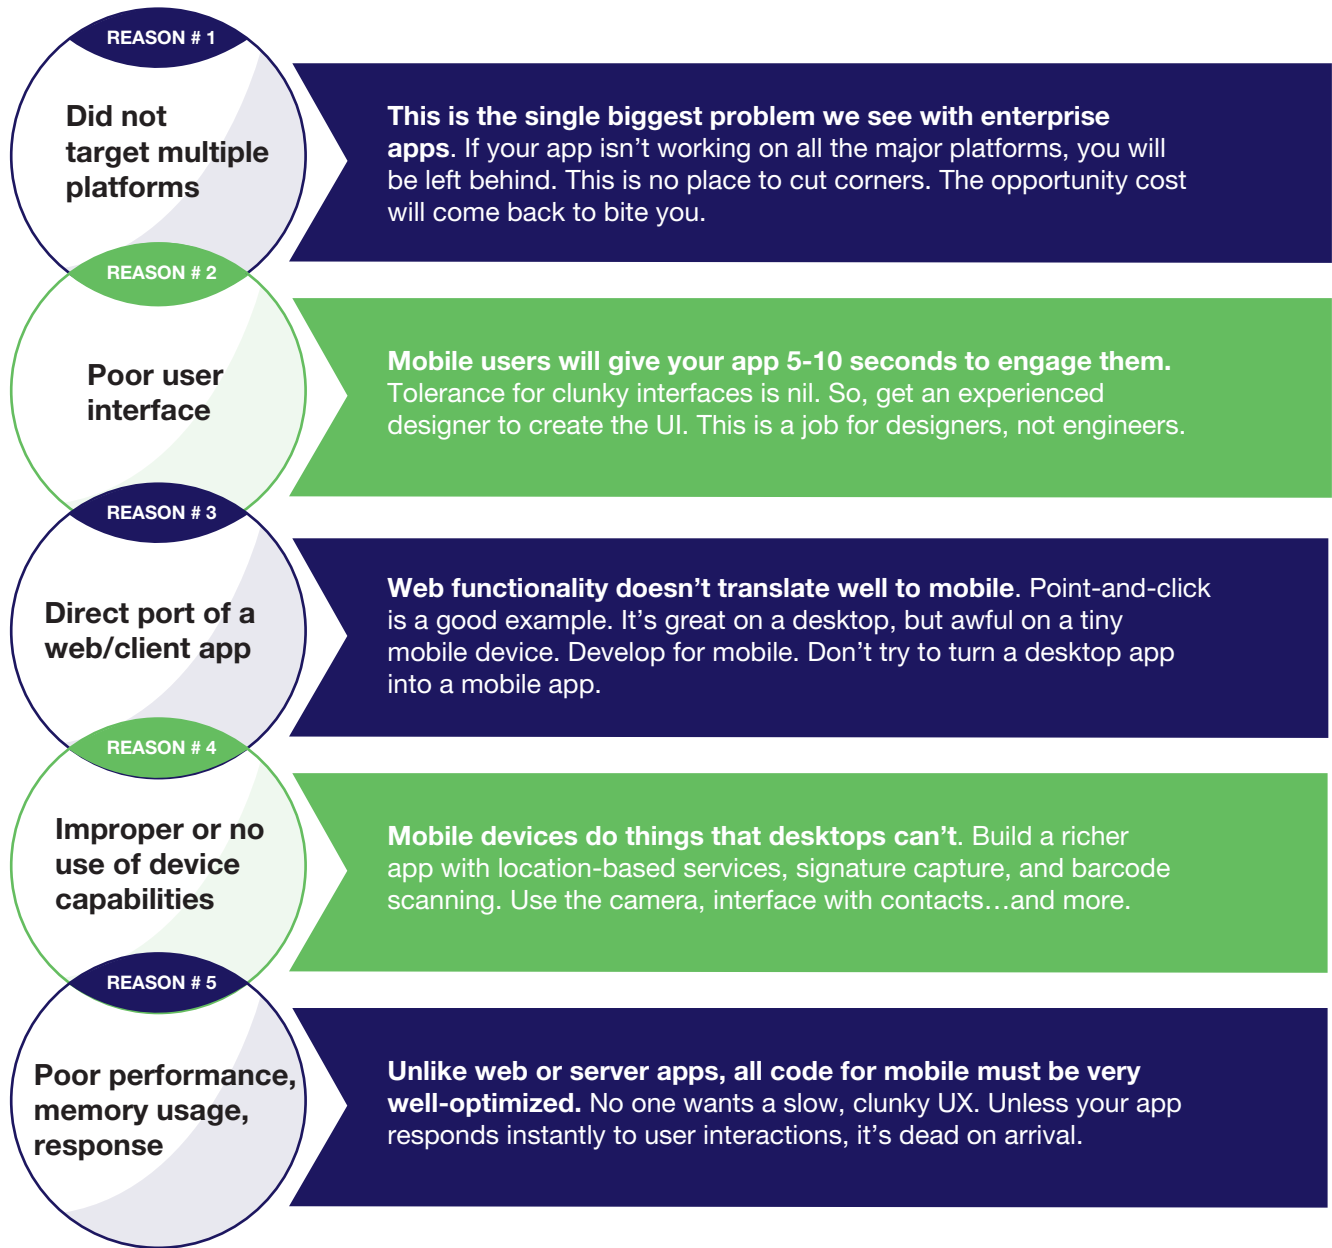 REASON # 1
Did not
target multiple
platforms
This is the single biggest problem we see with enterprise
apps. If your app isn’t working on all the major platforms, you will
be left behind. This is no place to cut corners. The opportunity cost
will come back to bite you.
REASON # 2
Poor user
interface
Mobile users will give your app 5-10 seconds to engage them.
Tolerance for clunky interfaces is nil. So, get an experienced
designer to create the UI. This is a job for designers, not engineers.
REASON # 3
Direct port of a
web/client app
Web functionality doesn’t translate well to mobile. Point-and-click
is a good example. It’s great on a desktop, but awful on a tiny
mobile device. Develop for mobile. Don’t try to turn a desktop app
into a mobile app.
REASON # 4
Improper or no
use of device
capabilities
Mobile devices do things that desktops can’t. Build a richer
app with location-based services, signature capture, and barcode
scanning. Use the camera, interface with contacts…and more.
REASON # 5
Poor performance,
memory usage,
response
Unlike web or server apps, all code for mobile must be very
well-optimized. No one wants a slow, clunky UX. Unless your app
responds instantly to user interactions, it’s dead on arrival.